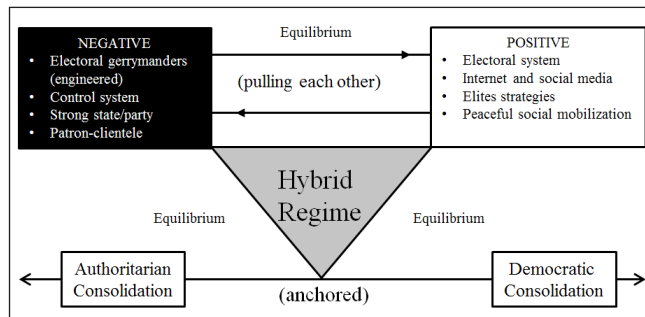 NEGATIVE
• Electoral gerrymanders
(engineered)
• Control system
• Strong state/party
• Patron-clientele
Equilibrium
(pulling each other)
POSITIVE
• Electoral system
• Internet and social media
• Elites strategies
• Peaceful social mobilization
Hybrid
Regime
Equilibrium
Equilibrium
Authoritarian
Consolidation
(anchored)
Democratic
Consolidation